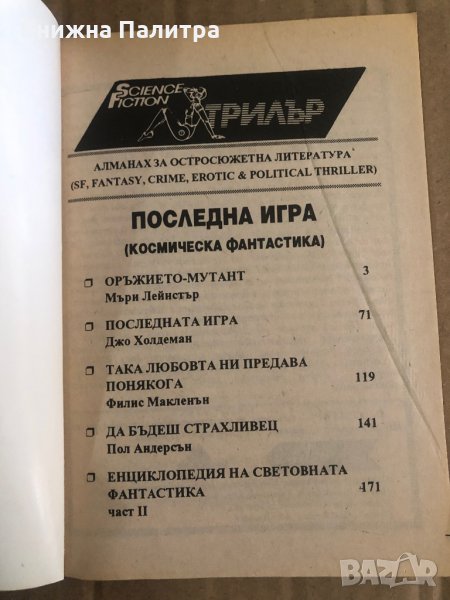 Книжна Палитра
SCIENCE
FICTION
ТРИЛЪР
АЛМАНАХ ЗА ОСТРОСЮЖЕТНА ЛИТЕРАТУРА
(SF, FANTASY, CRIME, EROTIC & POLITICAL THRILLER)
ПОСЛЕДНА ИГРА
(КОСМИЧЕСКА ФАНТАСТИКА)
ОРЪЖИЕТО-МУТАНТ 3
Мъри Лейнстър
ПОСЛЕДНАТА ИГРА 71
Джо Холдеман
ТАКА ЛЮБОВТА НИ ПРЕДАВА
ПОНЯКОГА 119
Филис Макленън
ДА БЪДЕШ СТРАХЛИВЕЦ 141
Пол Андерсън
ЕНЦИКЛОПЕДИЯ НА СВЕТОВНАТА
ФАНТАСТИКА 171
част II
BAZAR